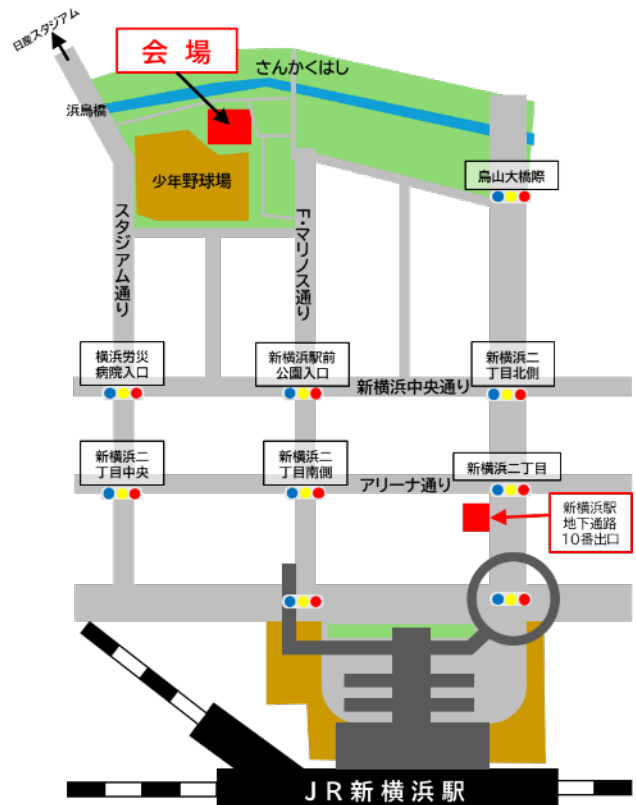 日産スタジアム
会場
さんかくはし
浜鳥橋
少年野球場
鳥山大橋際
スタジアム通り
F・マリノス通り
横浜労災
病院入口
新横浜駅前
公園入口
新横浜二
丁目北側
新横浜中央通り
新横浜二
丁目中央
新横浜二
丁目南側
新横浜二丁目
アリーナ通り
新横浜駅
地下通路
10番出口
JR新横浜駅